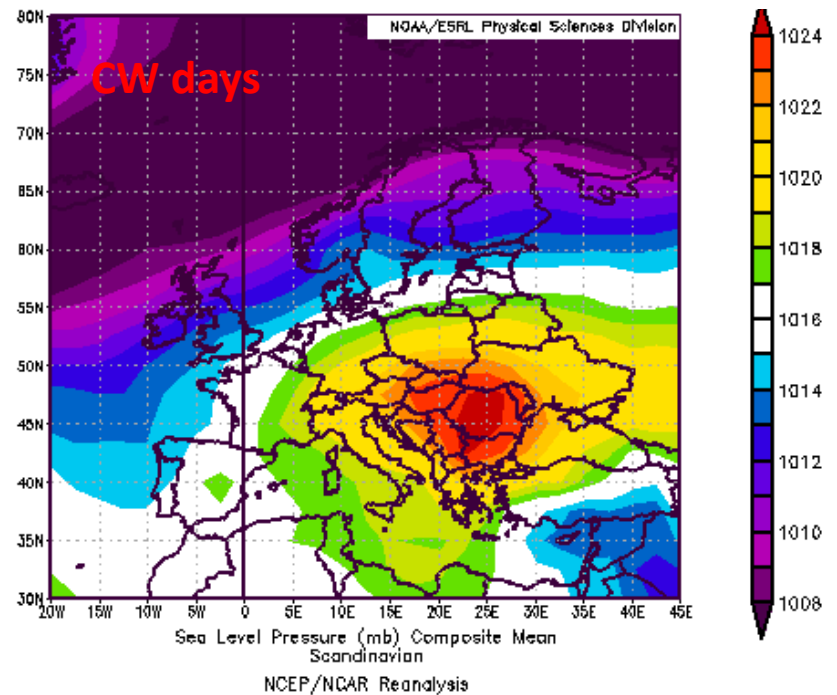 NOAA/ESRL Physical Sciences Division
CW days
80N
75N
70N
65N
60N
55N
50N
45N
40N
35N
30N
20W 15W 10W 5W 0 5E 10E 15E 20E 25E 30E 35E 40E 45E
1024
1022
1020
1018
1016
1014
1012
1010
1008
Sea Level Pressure (mb) Composite Mean
Scandinavian
NCEP/NCAR Reanalysis